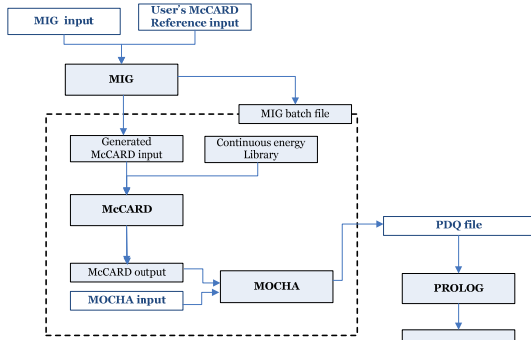 MIG input
User's McCARD
Reference input
MIG
MIG batch file
Generated
McCARD input
Continuous energy
Library
McCARD
McCARD output
MOCHA input
MOCHA
PDQ file
PROLOG